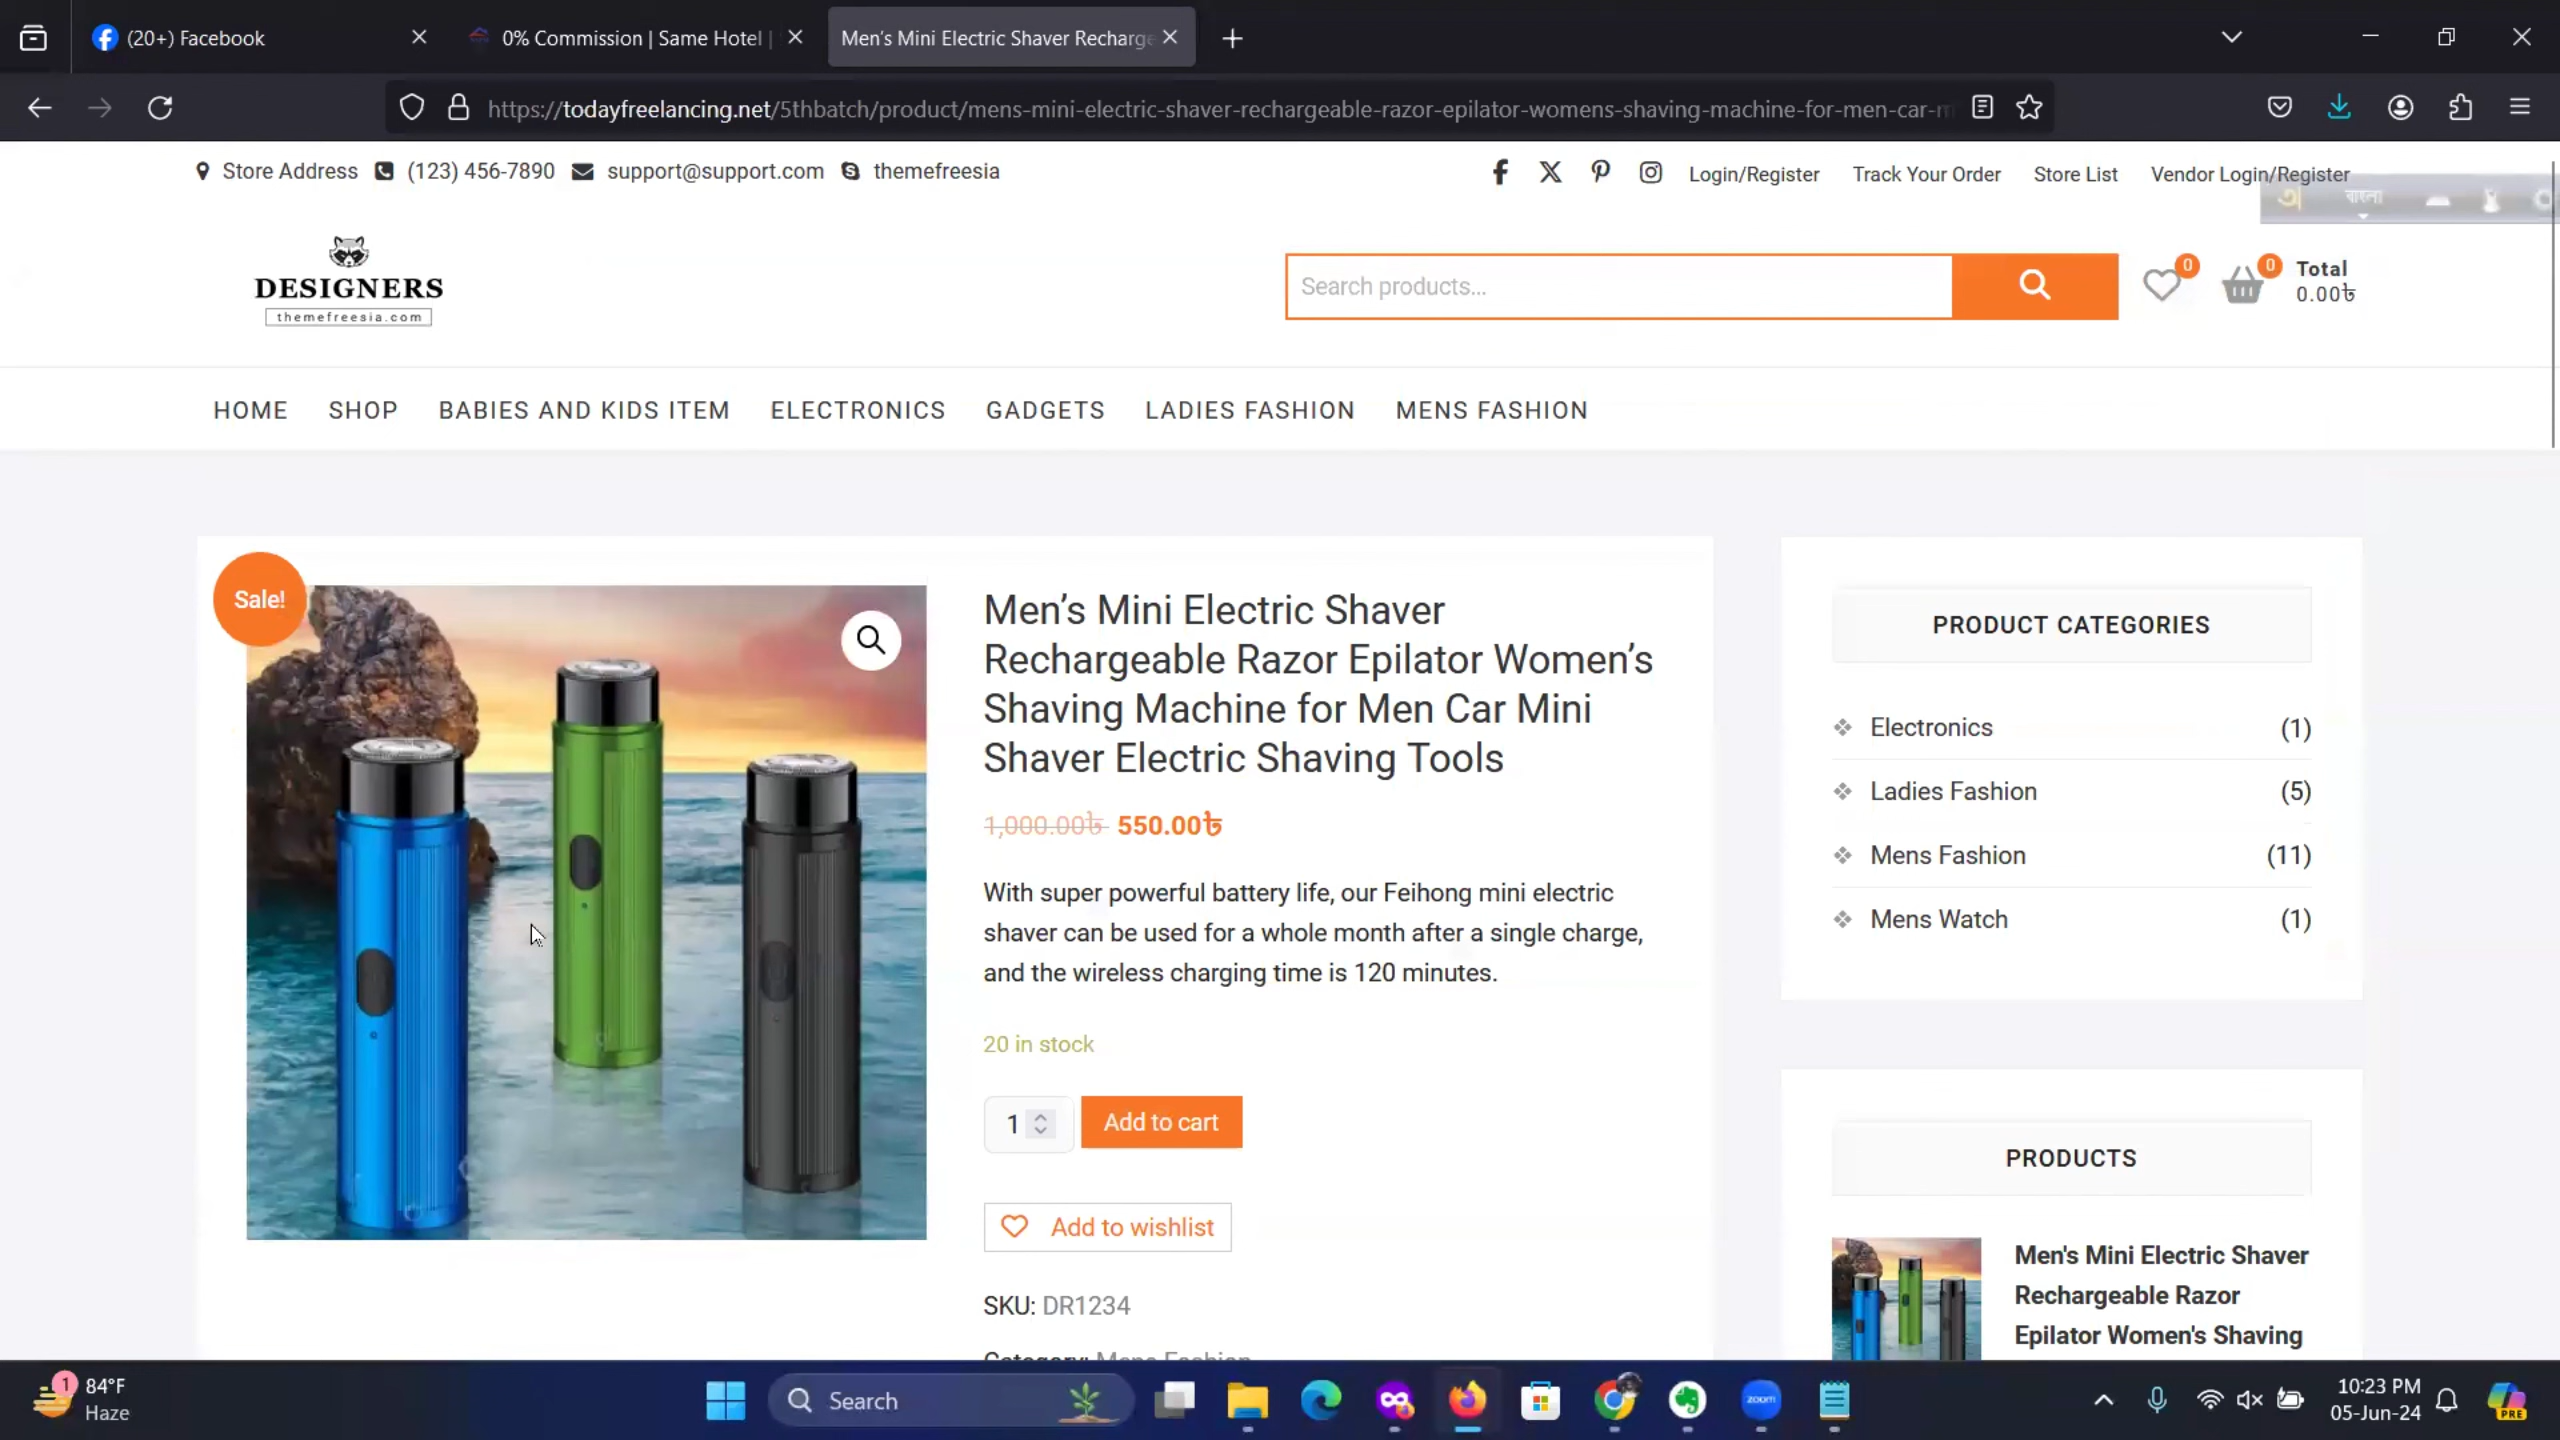 (20+) Facebook
0% Commission | Same Hotel |
Men’s Mini Electric Shaver Recharge
https://todayfreelancing.net/5thbatch/product/mens-mini-electric-shaver-rechargeable-razor-epilator-womens-shaving-machine-for-men-car-m
Store Address (123) 456-7890 support@support.com themefreesia
Login/Register Track Your Order Store List Vendor Login/Register
বাংলা
DESIGNERS
themefreesia.com
Search products...
0
0
Total
0.00৳
HOME SHOP BABIES AND KIDS ITEM ELECTRONICS GADGETS LADIES FASHION MENS FASHION
Sale!
Men’s Mini Electric Shaver
Rechargeable Razor Epilator Women’s
Shaving Machine for Men Car Mini
Shaver Electric Shaving Tools
1,000.00৳ 550.00৳
With super powerful battery life, our Feihong mini electric
shaver can be used for a whole month after a single charge,
and the wireless charging time is 120 minutes.
20 in stock
1 Add to cart
Add to wishlist
SKU: DR1234
Category: Mens Fashion
PRODUCT CATEGORIES
Electronics (1)
Ladies Fashion (5)
Mens Fashion (11)
Mens Watch (1)
PRODUCTS
Men's Mini Electric Shaver
Rechargeable Razor
Epilator Women's Shaving
1
84°F
Haze
Search
zoom
PRE
10:23 PM
05-Jun-24